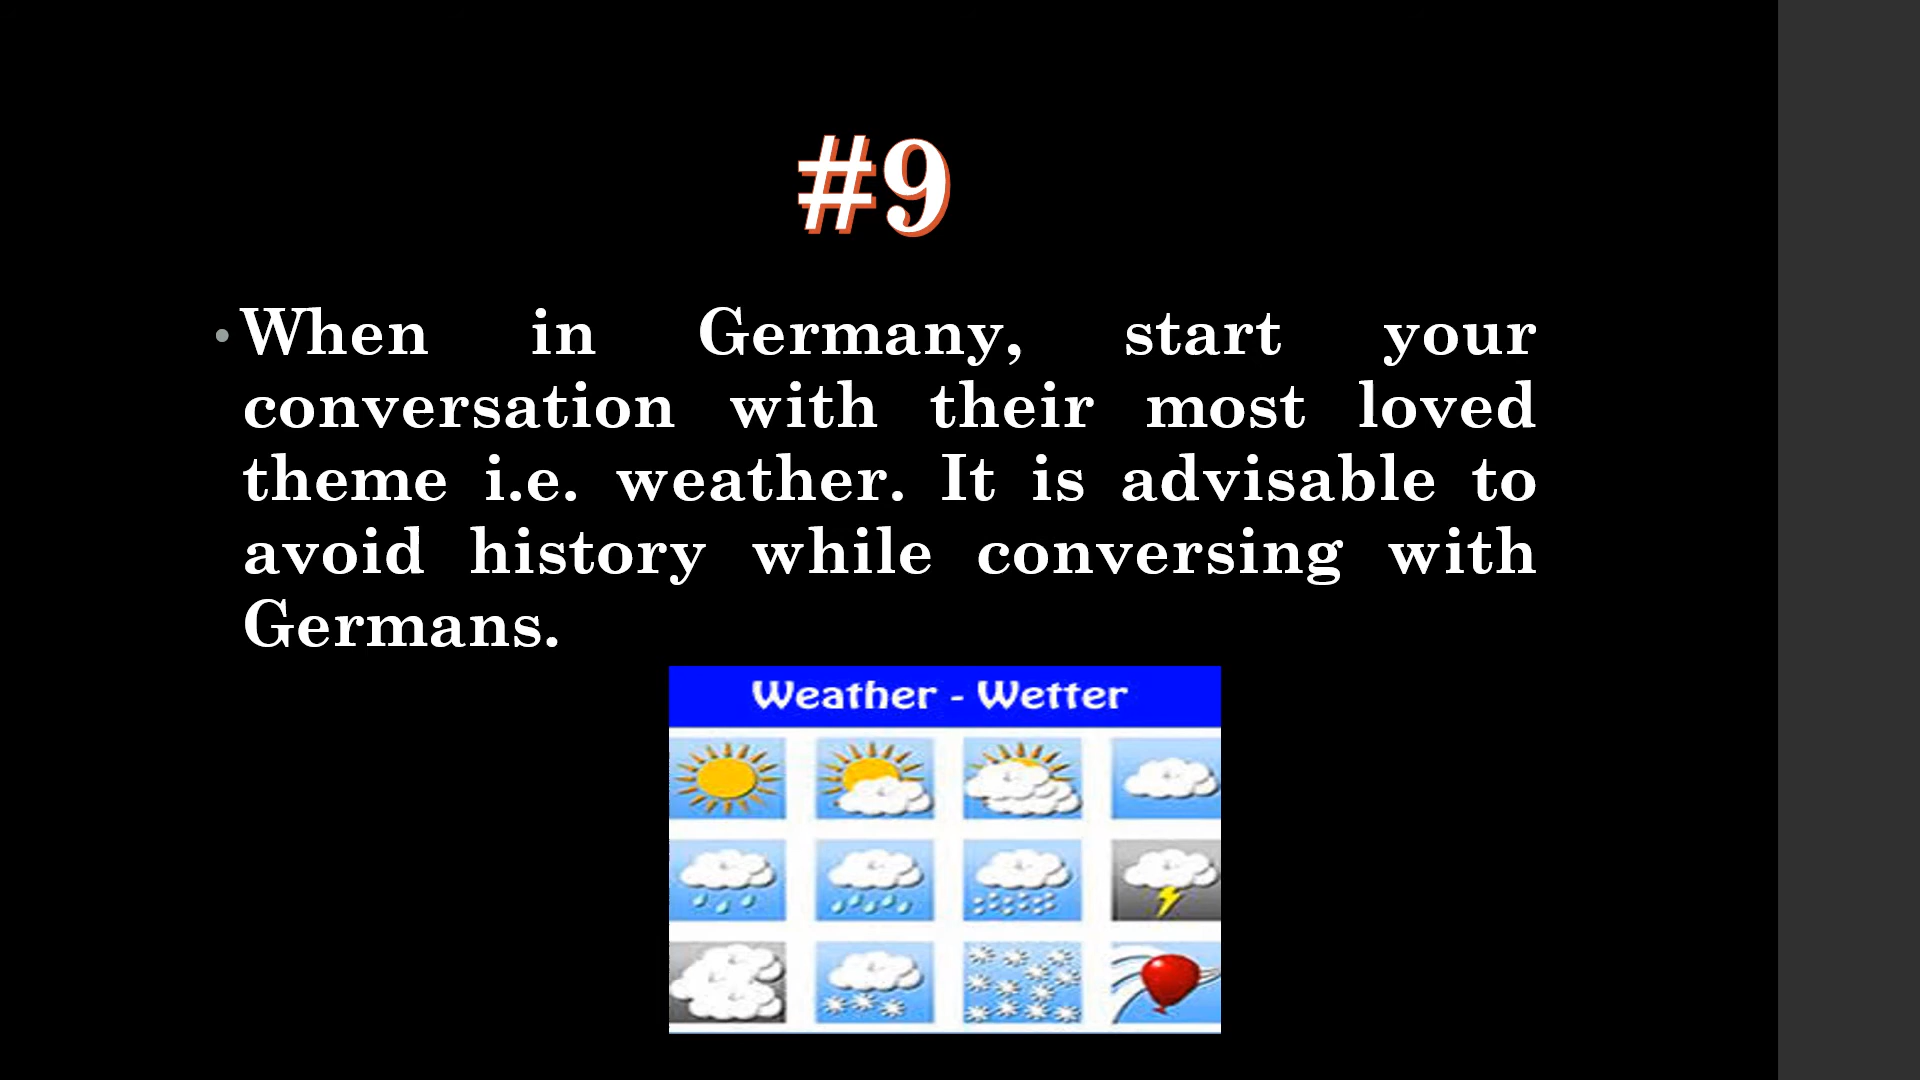 #9
• When in Germany, start your
conversation with their most loved
theme i.e. weather. It is advisable to
avoid history while conversing with
Germans.
Weather - Wetter